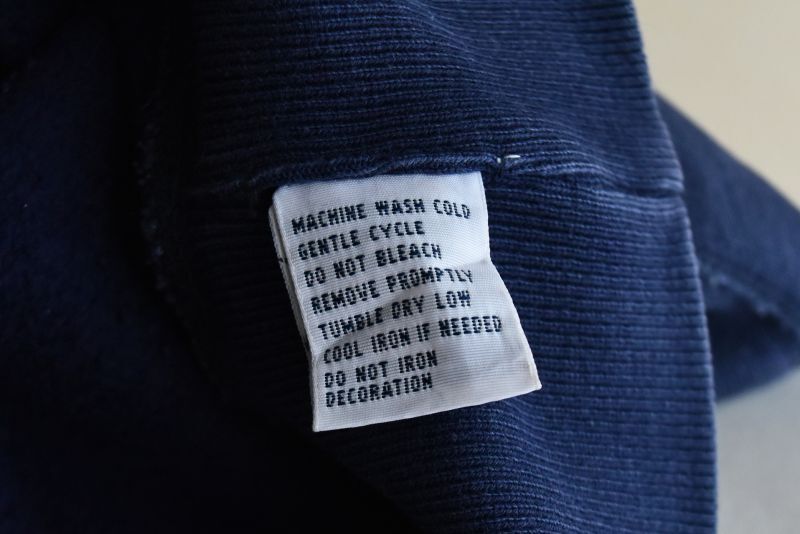 MACHINE WASH COLD
GENTLE CYCLE
DO NOT BLEACH
REMOVE PROMPTLY
TUMBLE DRY LOW
COOL IRON IF NEEDED
DO NOT IRON
DECORATION